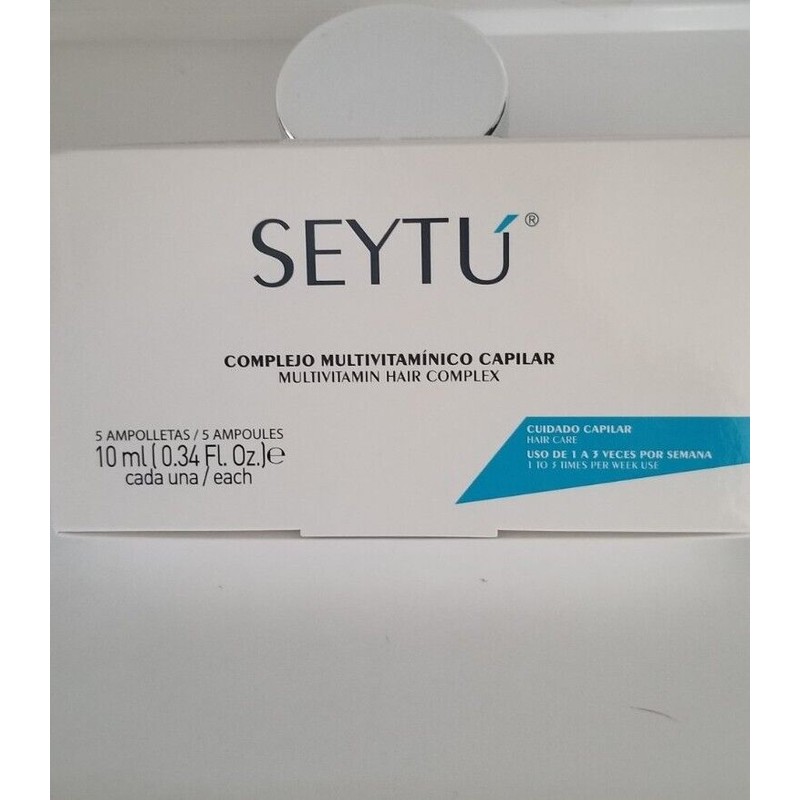 SEYTÚ®
COMPLEJO MULTIVITAMÍNICO CAPILAR
MULTIVITAMIN HAIR COMPLEX
5 AMPOLLETAS / 5 AMPOULES
10 ml (0.34 Fl. Oz.)℮
cada una / each
CUIDADO CAPILAR
HAIR CARE
USO DE 1 A 3 VECES POR SEMANA
1 TO 3 TIMES PER WEEK USE